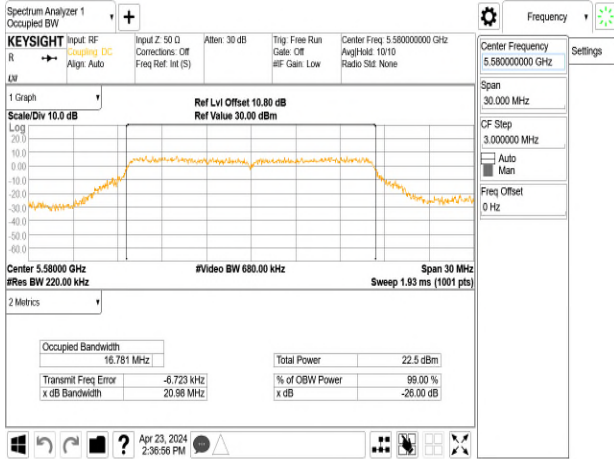 Spectrum Analyzer 1
Occupied BW
+
Frequency
KEYSIGHT
R
Input: RF
Coupling: DC
Align: Auto
Input Z: 50 Ω
Corrections: Off
Freq Ref: Int (S)
Atten: 30 dB
Trig: Free Run
Gate: Off
#IF Gain: Low
Center Freq: 5.580000000 GHz
Avg|Hold: 10/10
Radio Std: None
Center Frequency
5.580000000 GHz
Settings
Span
30.000 MHz
CF Step
3.000000 MHz
Auto
Man
Freq Offset
0 Hz
1 Graph
Scale/Div 10.0 dB
Ref Lvl Offset 10.80 dB
Ref Value 30.00 dBm
Log
20.0
10.0
0.00
-10.0
-20.0
-30.0
-40.0
-50.0
-60.0
Center 5.58000 GHz
#Video BW 680.00 kHz
Span 30 MHz
#Res BW 220.00 kHz
Sweep 1.93 ms (1001 pts)
2 Metrics
Occupied Bandwidth
16.781 MHz
Total Power 22.5 dBm
Transmit Freq Error -6.723 kHz
% of OBW Power 99.00 %
x dB Bandwidth 20.98 MHz
x dB -26.00 dB
?
Apr 23, 2024
2:36:56 PM